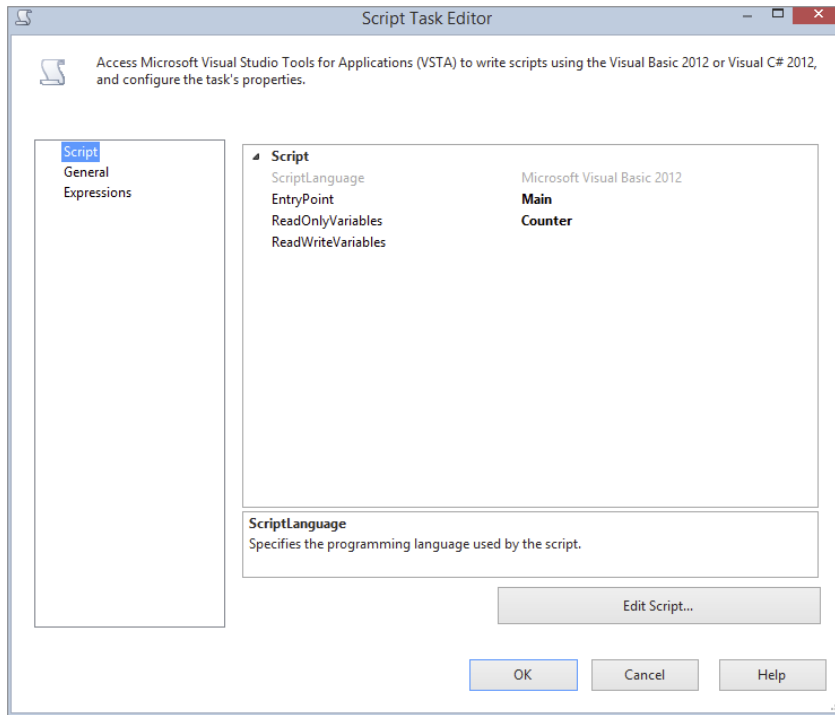 Script Task Editor
Access Microsoft Visual Studio Tools for Applications (VSTA) to write scripts using the Visual Basic 2012 or Visual C# 2012,
and configure the task's properties.
Script
General
Expressions
Script
ScriptLanguage Microsoft Visual Basic 2012
EntryPoint Main
ReadOnlyVariables Counter
ReadWriteVariables
ScriptLanguage
Specifies the programming language used by the script.
Edit Script...
OK Cancel Help